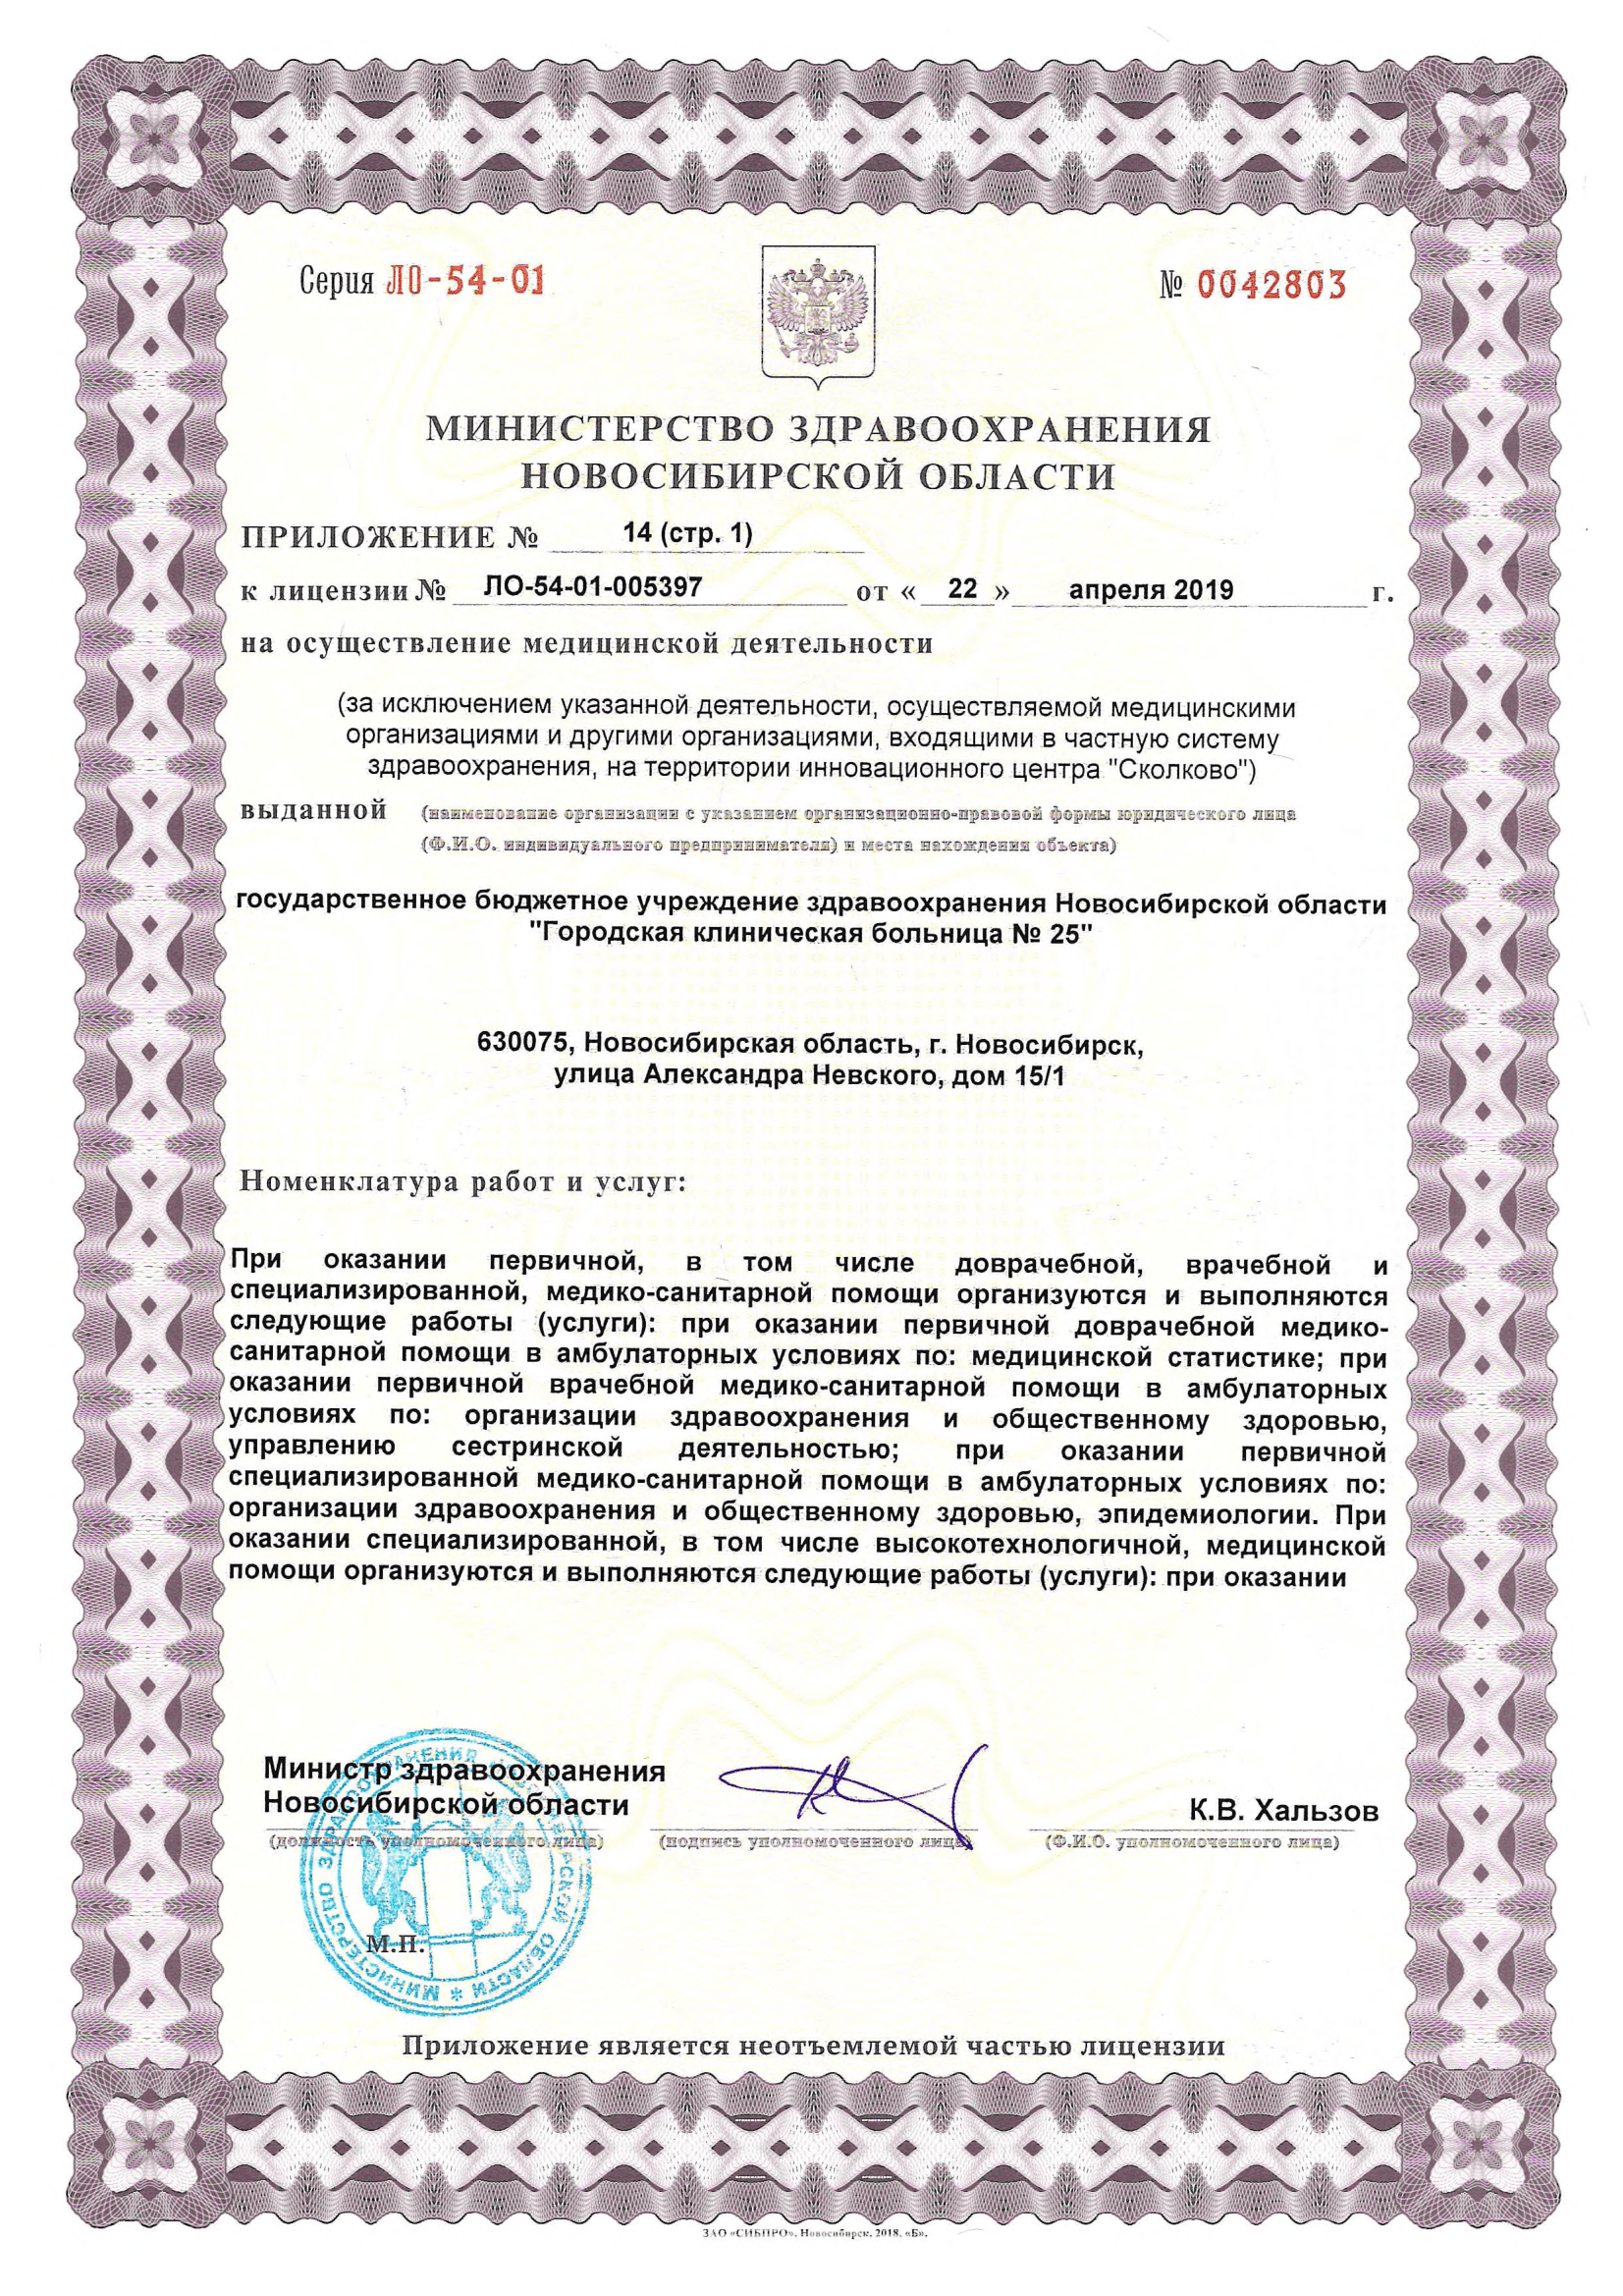 Серия ЛО-54-01
№ 0042803
МИНИСТЕРСТВО ЗДРАВООХРАНЕНИЯ
НОВОСИБИРСКОЙ ОБЛАСТИ
ПРИЛОЖЕНИЕ № 14 (стр. 1)
к лицензии № ЛО-54-01-005397 от « 22 » апреля 2019 г.
на осуществление медицинской деятельности
(за исключением указанной деятельности, осуществляемой медицинскими
организациями и другими организациями, входящими в частную систему
здравоохранения, на территории инновационного центра "Сколково")
выданной (наименование организации с указанием организационно-правовой формы юридического лица
(Ф.И.О. индивидуального предпринимателя) и места нахождения объекта)
государственное бюджетное учреждение здравоохранения Новосибирской области
"Городская клиническая больница № 25"
630075, Новосибирская область, г. Новосибирск,
улица Александра Невского, дом 15/1
Номенклатура работ и услуг:
При оказании первичной, в том числе доврачебной, врачебной и
специализированной, медико-санитарной помощи организуются и выполняются
следующие работы (услуги): при оказании первичной доврачебной медико-
санитарной помощи в амбулаторных условиях по: медицинской статистике; при
оказании первичной врачебной медико-санитарной помощи в амбулаторных
условиях по: организации здравоохранения и общественному здоровью,
управлению сестринской деятельностью; при оказании первичной
специализированной медико-санитарной помощи в амбулаторных условиях по:
организации здравоохранения и общественному здоровью, эпидемиологии. При
оказании специализированной, в том числе высокотехнологичной, медицинской
помощи организуются и выполняются следующие работы (услуги): при оказании
Министр здравоохранения
Новосибирской области
К.В. Хальзов
(должность уполномоченного лица)
(подпись уполномоченного лица)
(Ф.И.О. уполномоченного лица)
МИНИСТЕРСТВО ЗДРАВООХРАНЕНИЯ НОВОСИБИРСКОЙ ОБЛАСТИ *
М.П.
Приложение является неотъемлемой частью лицензии
ЗАО «СИБПРО», Новосибирск, 2018, «Б».